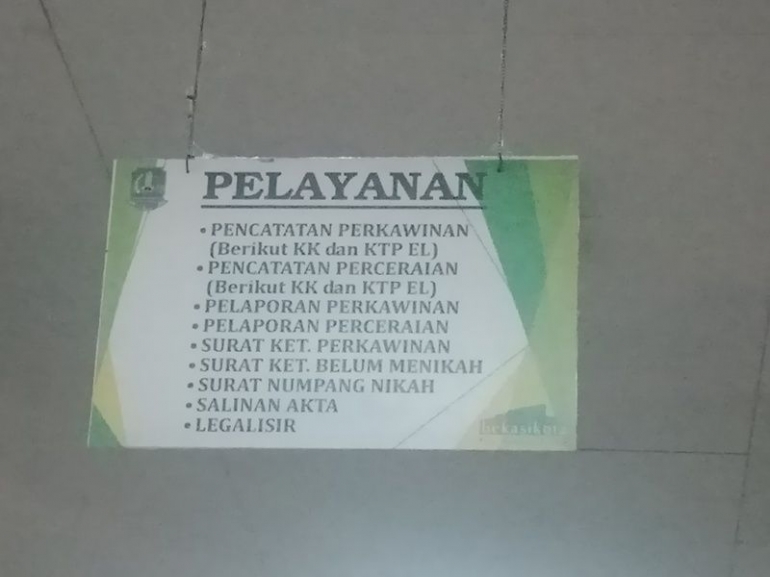 PELAYANAN
• PENCATATAN PERKAWINAN
(Berikut KK dan KTP EL)
• PENCATATAN PERCERAIAN
(Berikut KK dan KTP EL)
• PELAPORAN PERKAWINAN
• PELAPORAN PERCERAIAN
• SURAT KET. PERKAWINAN
• SURAT KET. BELUM MENIKAH
• SURAT NUMPANG NIKAH
• SALINAN AKTA
• LEGALISIR
bekasikota